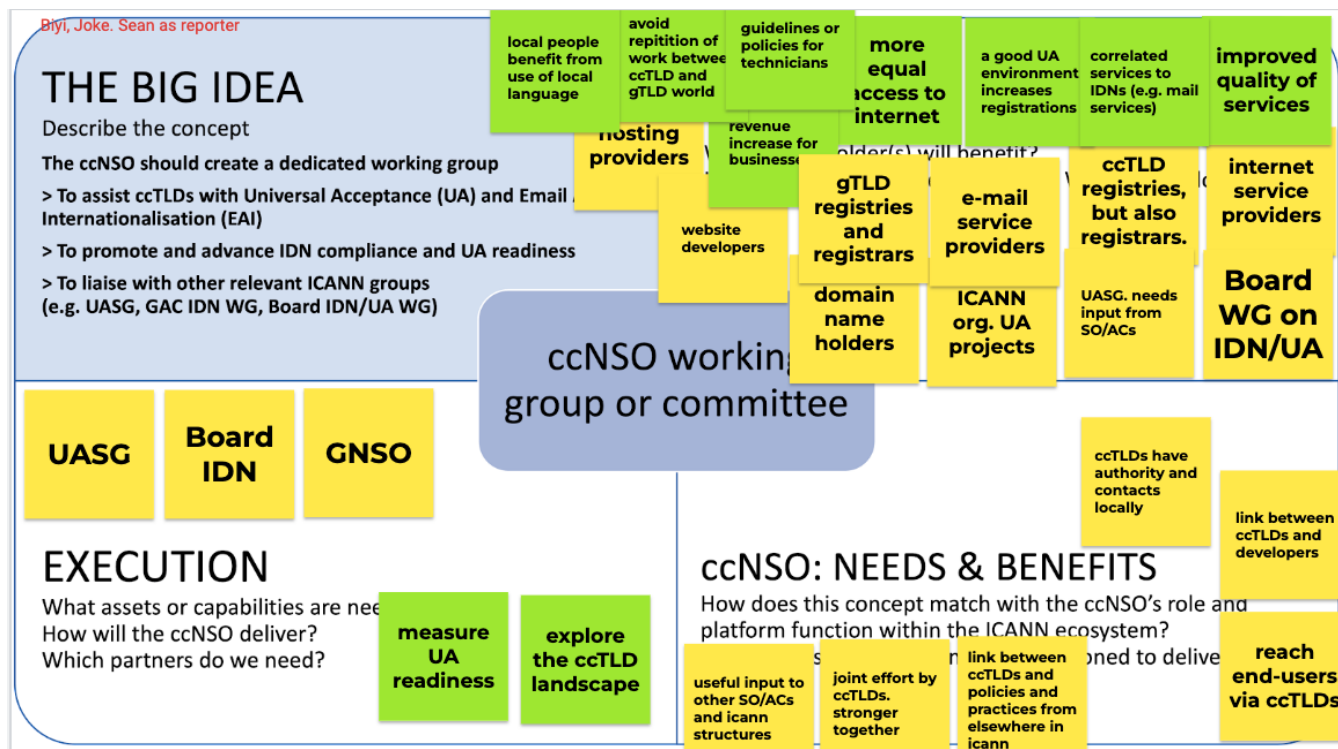 Biyi, Joke. Sean as reporter
THE BIG IDEA
Describe the concept
The ccNSO should create a dedicated working group
> To assist ccTLDs with Universal Acceptance (UA) and Email
Internationalisation (EAI)
> To promote and advance IDN compliance and UA readiness
> To liaise with other relevant ICANN groups
(e.g. UASG, GAC IDN WG, Board IDN/UA WG)
local people
benefit from
use of local
language
avoid
repitition of
work betwee
ccTLD and
gTLD world
guidelines or
policies for
technicians
more
equal
access to
internet
a good UA
environment
increases
registrations
correlated
services to
IDNs (e.g. mail
services)
improved
quality of
services
hosting
providers
revenue
increase for
businesse
holder(s) will benefit?
website
developers
gTLD
registries
and
registrars
e-mail
service
providers
ccTLD
registries,
but also
registrars.
internet
service
providers
domain
name
holders
ICANN
org. UA
projects
UASG. needs
input from
SO/ACs
Board
WG on
IDN/UA
ccNSO working
group or committee
UASG
Board
IDN
GNSO
EXECUTION
What assets or capabilities are nee
How will the ccNSO deliver?
Which partners do we need?
measure
UA
readiness
explore
the ccTLD
landscape
ccTLDs have
authority and
contacts
locally
link between
ccTLDs and
developers
ccNSO: NEEDS & BENEFITS
How does this concept match with the ccNSO's role and
platform function within the ICANN ecosystem?
oned to delive
useful input to
other SO/ACs
and icann
structures
joint effort by
ccTLDs.
stronger
together
link between
ccTLDs and
policies and
practices from
elsewhere in
icann
reach
end-users
via ccTLDs